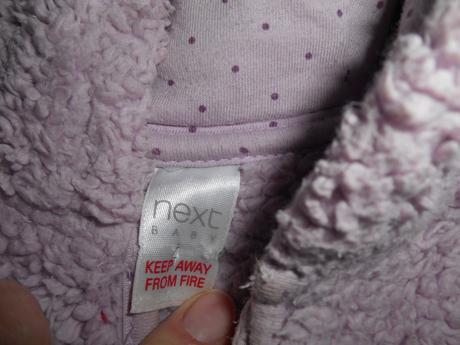 next
BABY
KEEP AWAY
FROM FIRE